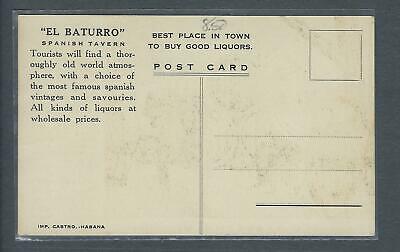 "EL BATURRO"
SPANISH TAVERN
Tourists will find a thor-
oughly old world atmos-
phere, with a choice of
the most famous spanish
vintages and savouries.
All kinds of liquors at
wholesale prices.
IMP. CASTRO.-HABANA
8.50
BEST PLACE IN TOWN
TO BUY GOOD LIQUORS.
POST CARD